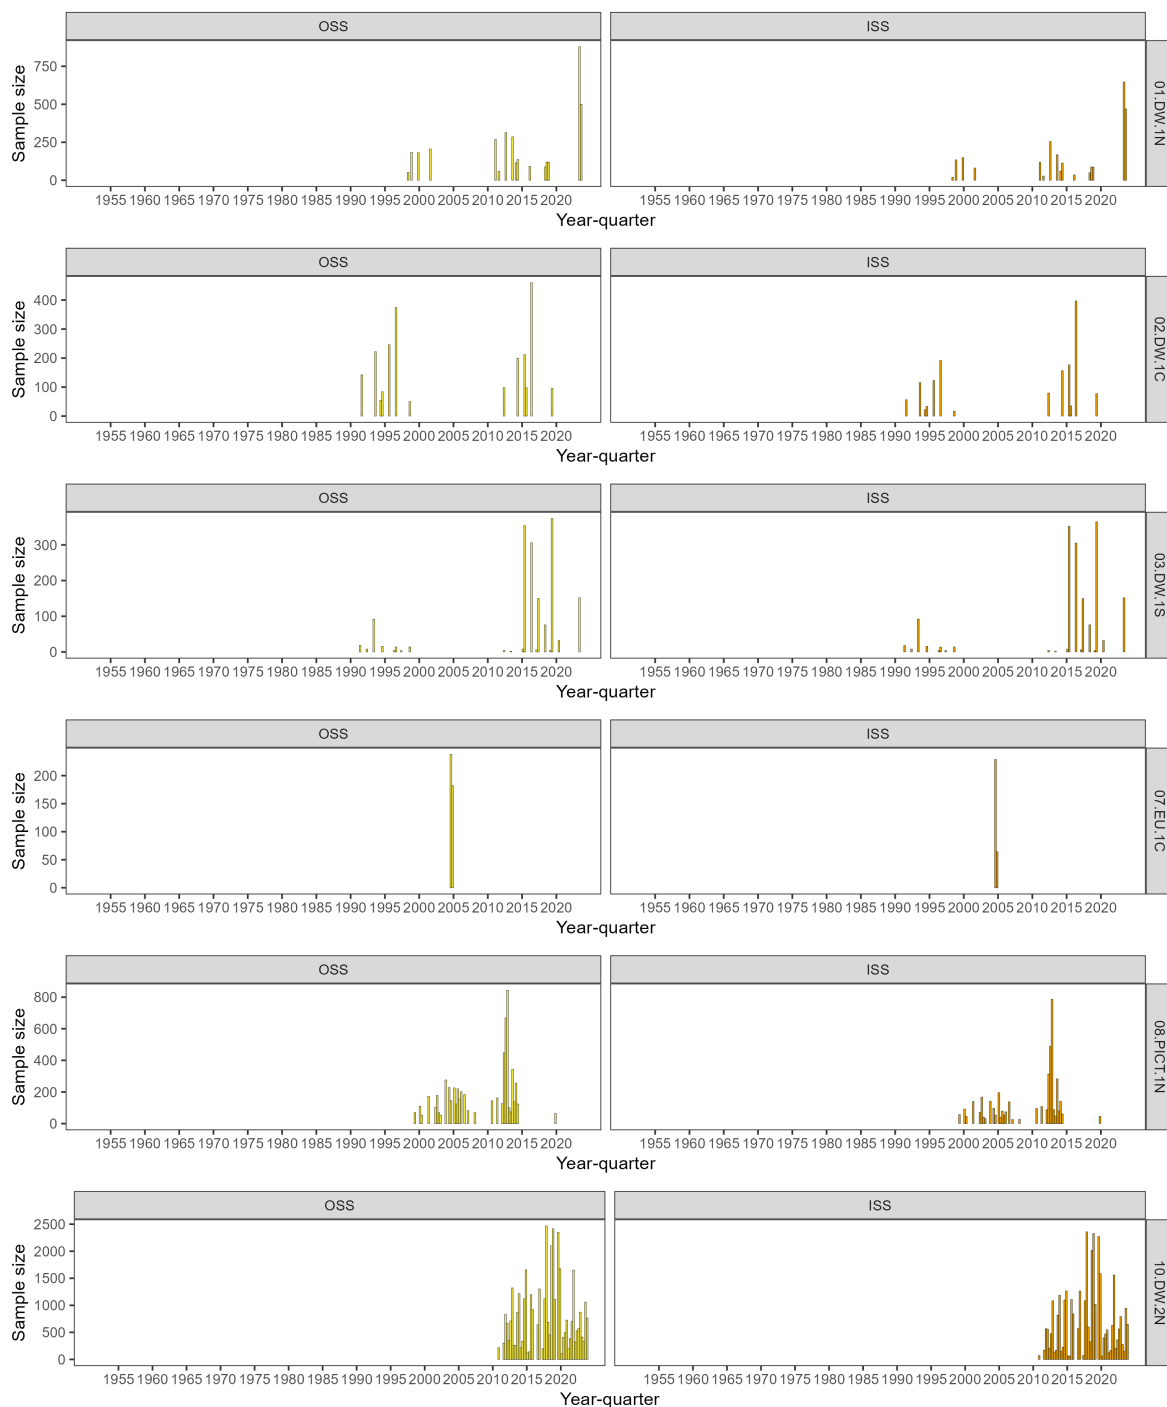 OSS ISS
Sample size
750
500
250
0
01.DW.1N
1955 1960 1965 1970 1975 1980 1985 1990 1995 2000 2005 2010 2015 2020 1955 1960 1965 1970 1975 1980 1985 1990 1995 2000 2005 2010 2015 2020
Year-quarter
OSS ISS
Sample size
400
300
200
100
0
02.DW.1C
1955 1960 1965 1970 1975 1980 1985 1990 1995 2000 2005 2010 2015 2020 1955 1960 1965 1970 1975 1980 1985 1990 1995 2000 2005 2010 2015 2020
Year-quarter
OSS ISS
Sample size
300
200
100
0
03.DW.1S
1955 1960 1965 1970 1975 1980 1985 1990 1995 2000 2005 2010 2015 2020 1955 1960 1965 1970 1975 1980 1985 1990 1995 2000 2005 2010 2015 2020
Year-quarter
OSS ISS
Sample size
200
150
100
50
0
07.EU.1C
1955 1960 1965 1970 1975 1980 1985 1990 1995 2000 2005 2010 2015 2020 1955 1960 1965 1970 1975 1980 1985 1990 1995 2000 2005 2010 2015 2020
Year-quarter
OSS ISS
Sample size
800
600
400
200
0
08.PICT.1N
1955 1960 1965 1970 1975 1980 1985 1990 1995 2000 2005 2010 2015 2020 1955 1960 1965 1970 1975 1980 1985 1990 1995 2000 2005 2010 2015 2020
Year-quarter
OSS ISS
Sample size
2500
2000
1500
1000
500
0
10.DW.2N
1955 1960 1965 1970 1975 1980 1985 1990 1995 2000 2005 2010 2015 2020 1955 1960 1965 1970 1975 1980 1985 1990 1995 2000 2005 2010 2015 2020
Year-quarter